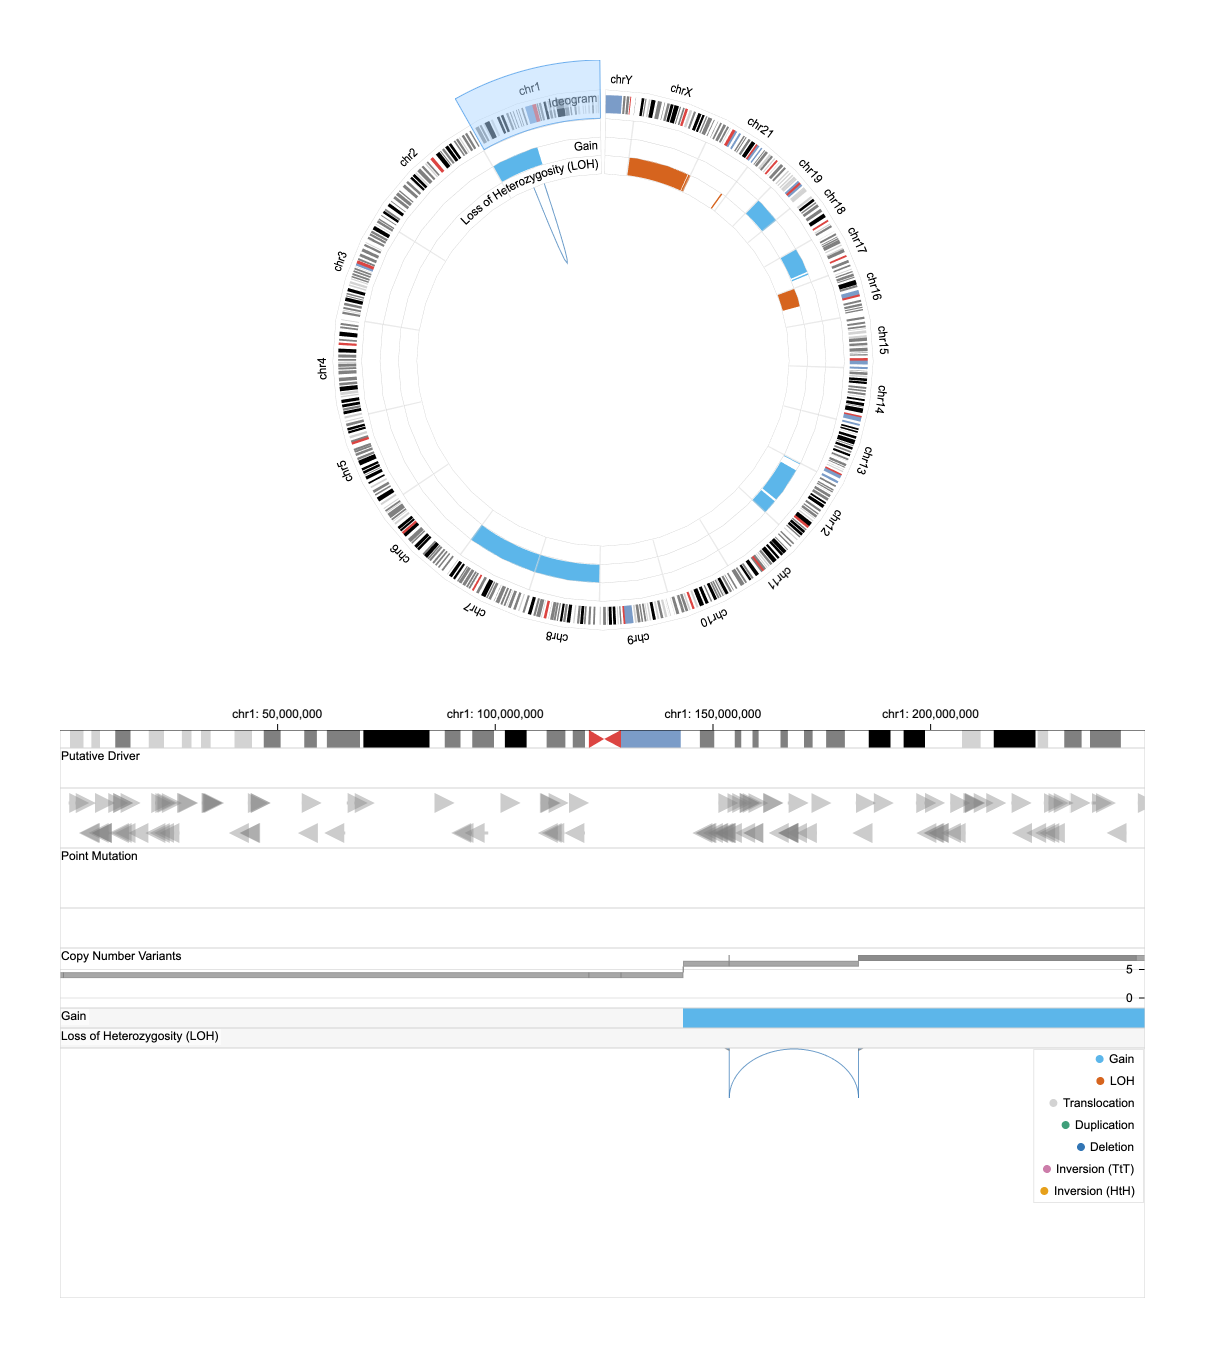 chrY
chrX
chr21
chr19
chr18
chr17
chr16
chr15
chr14
chr13
chr12
chr11
chr10
chr9
chr8
chr7
chr6
chr5
chr4
chr3
chr2
chr1
Ideogram
Gain
Loss of Heterozygosity (LOH)
chr1: 50,000,000
chr1: 100,000,000
chr1: 150,000,000
chr1: 200,000,000
Putative Driver
Point Mutation
Copy Number Variants
5
0
Gain
Loss of Heterozygosity (LOH)
Gain
LOH
Translocation
Duplication
Deletion
Inversion (TtT)
Inversion (HtH)